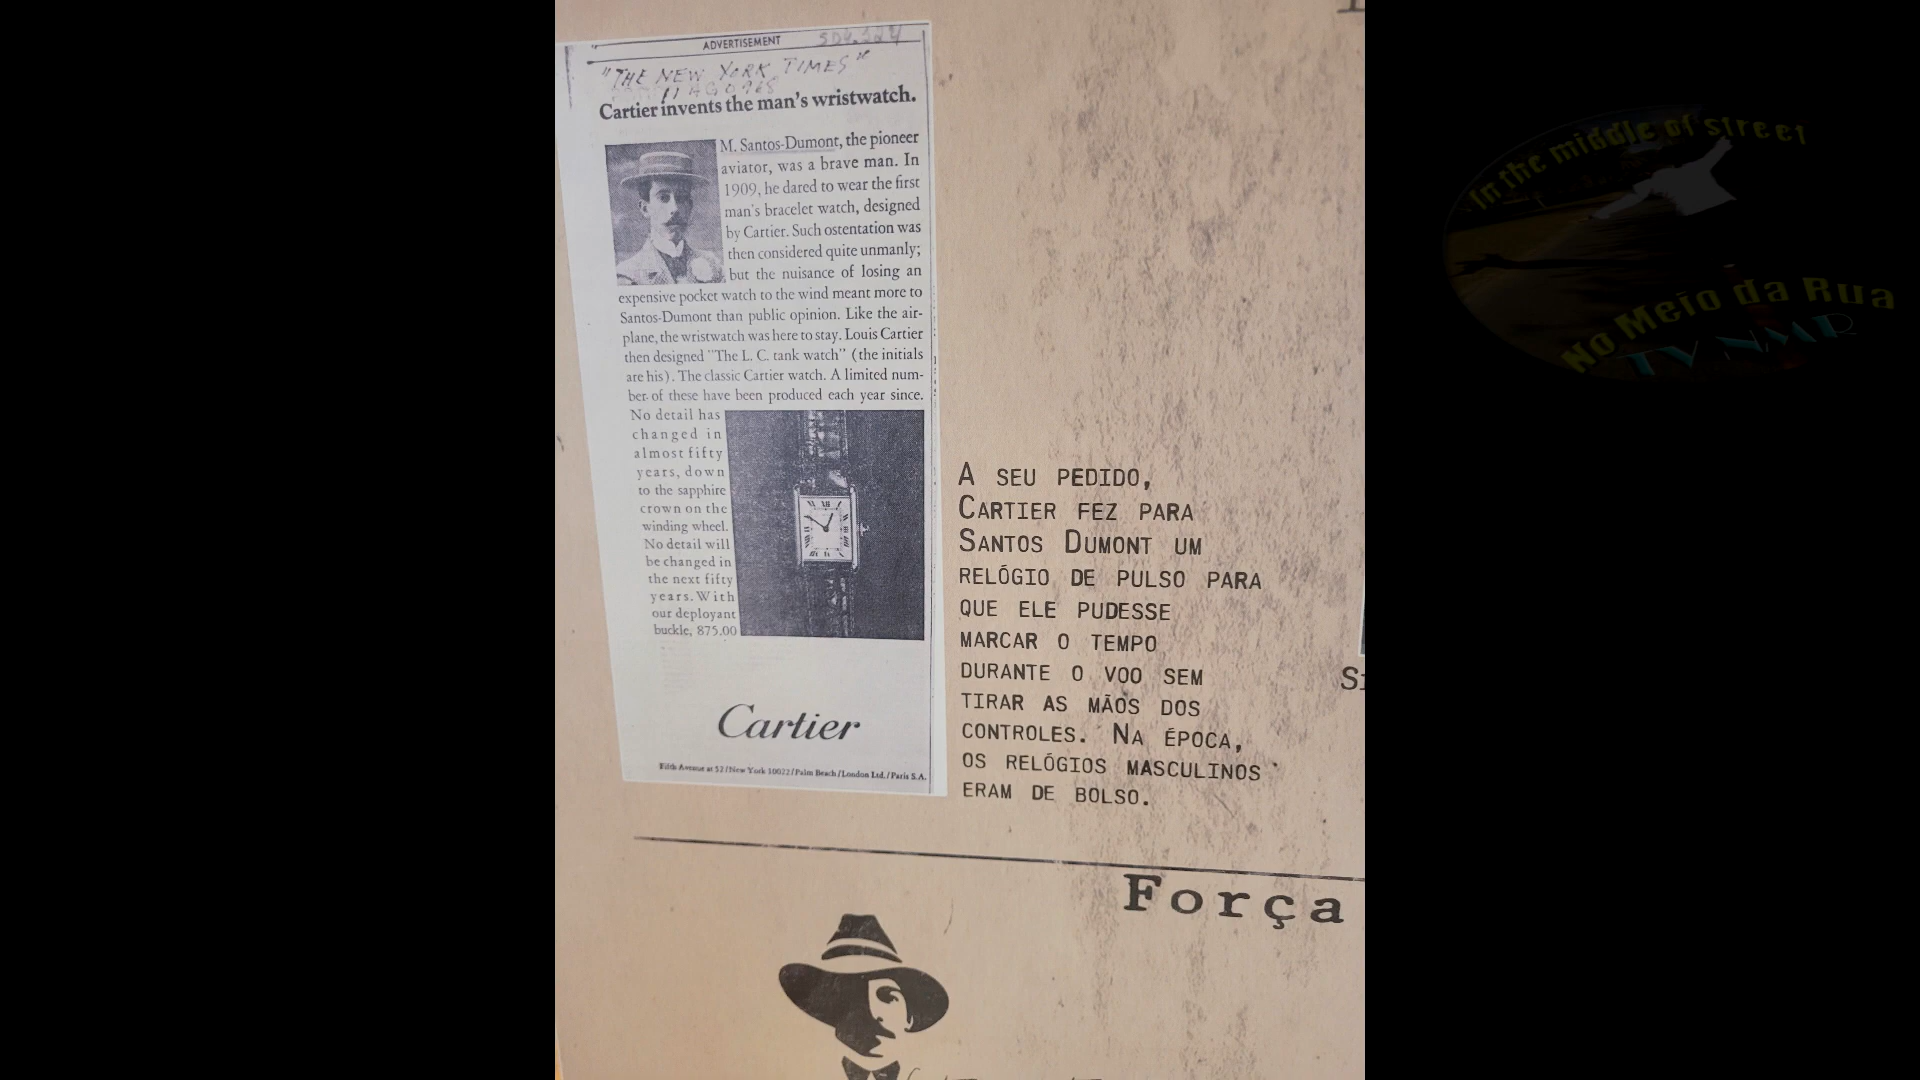 ADVERTISEMENT
"THE NEW YORK TIMES"
Cartier invents the man's wristwatch.
M. Santos-Dumont, the pioneer
aviator, was a brave man. In
1909, he dared to wear the first
man's bracelet watch, designed
by Cartier. Such ostentation was
then considered quite unmanly;
but the nuisance of losing an
expensive pocket watch to the wind meant more to
Santos-Dumont than public opinion. Like the air-
plane, the wristwatch was here to stay. Louis Cartier
then designed "The L. C. tank watch" (the initials
are his). The classic Cartier watch. A limited num-
ber of these have been produced each year since.
No detail has
changed in
almost fifty
years, down
to the sapphire
crown on the
winding wheel.
No detail will
be changed in
the next fifty
years. With
our deployant
buckle, 875.00
Cartier
Fifth Avenue at 52/New York 10022/Palm Beach/London Ltd./Paris S.A.
A SEU PEDIDO,
CARTIER FEZ PARA
SANTOS DUMONT UM
RELÓGIO DE PULSO PARA
QUE ELE PUDESSE
MARCAR O TEMPO
DURANTE O VOO SEM
TIRAR AS MÃOS DOS
CONTROLES. NA ÉPOCA,
OS RELÓGIOS MASCULINOS
ERAM DE BOLSO.
Força
In the middle of street
No Meio da Rua
TV NMR